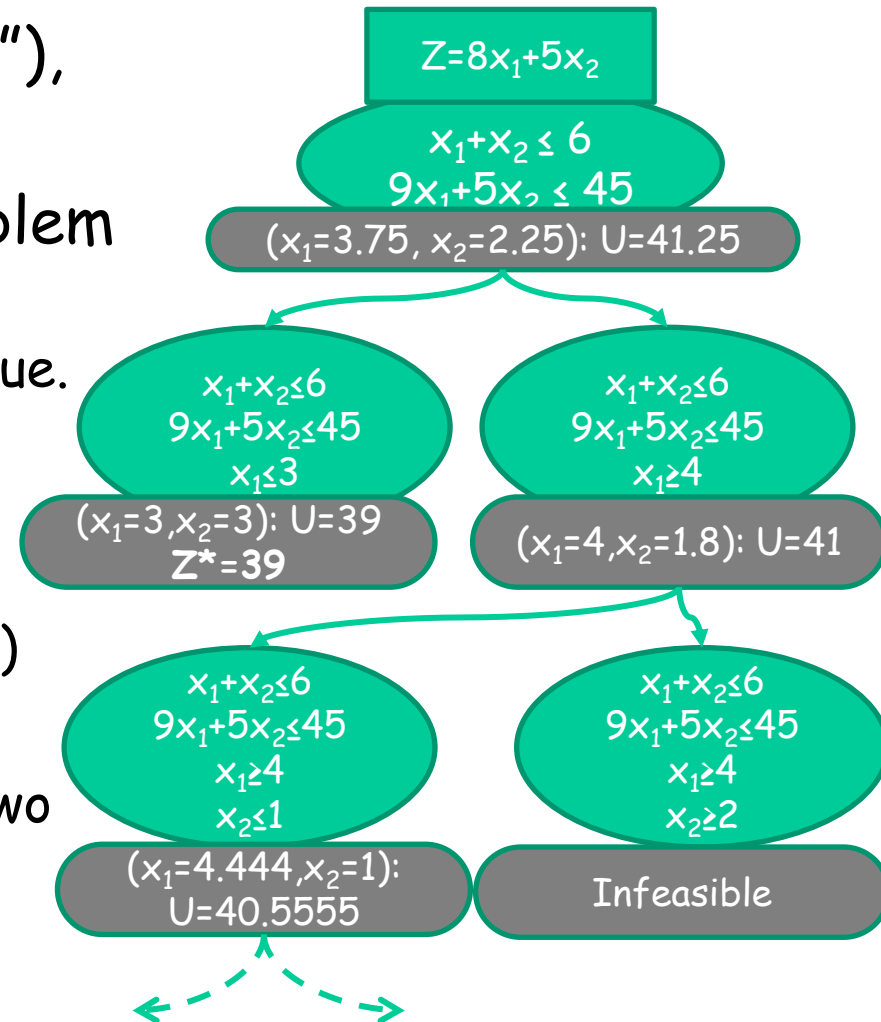 "),
olem
ue.
)
wo
Z=8x₁+5x₂
x₁+x₂ ≤ 6
9x₁+5x₂ ≤ 45
(x₁=3.75, x₂=2.25): U=41.25
x₁+x₂≤6
9x₁+5x₂≤45
x₁≤3
(x₁=3,x₂=3): U=39
Z*=39
x₁+x₂≤6
9x₁+5x₂≤45
x₁≥4
(x₁=4,x₂=1.8): U=41
x₁+x₂≤6
9x₁+5x₂≤45
x₁≥4
x₂≤1
(x₁=4.444,x₂=1):
U=40.5555
x₁+x₂≤6
9x₁+5x₂≤45
x₁≥4
x₂≥2
Infeasible